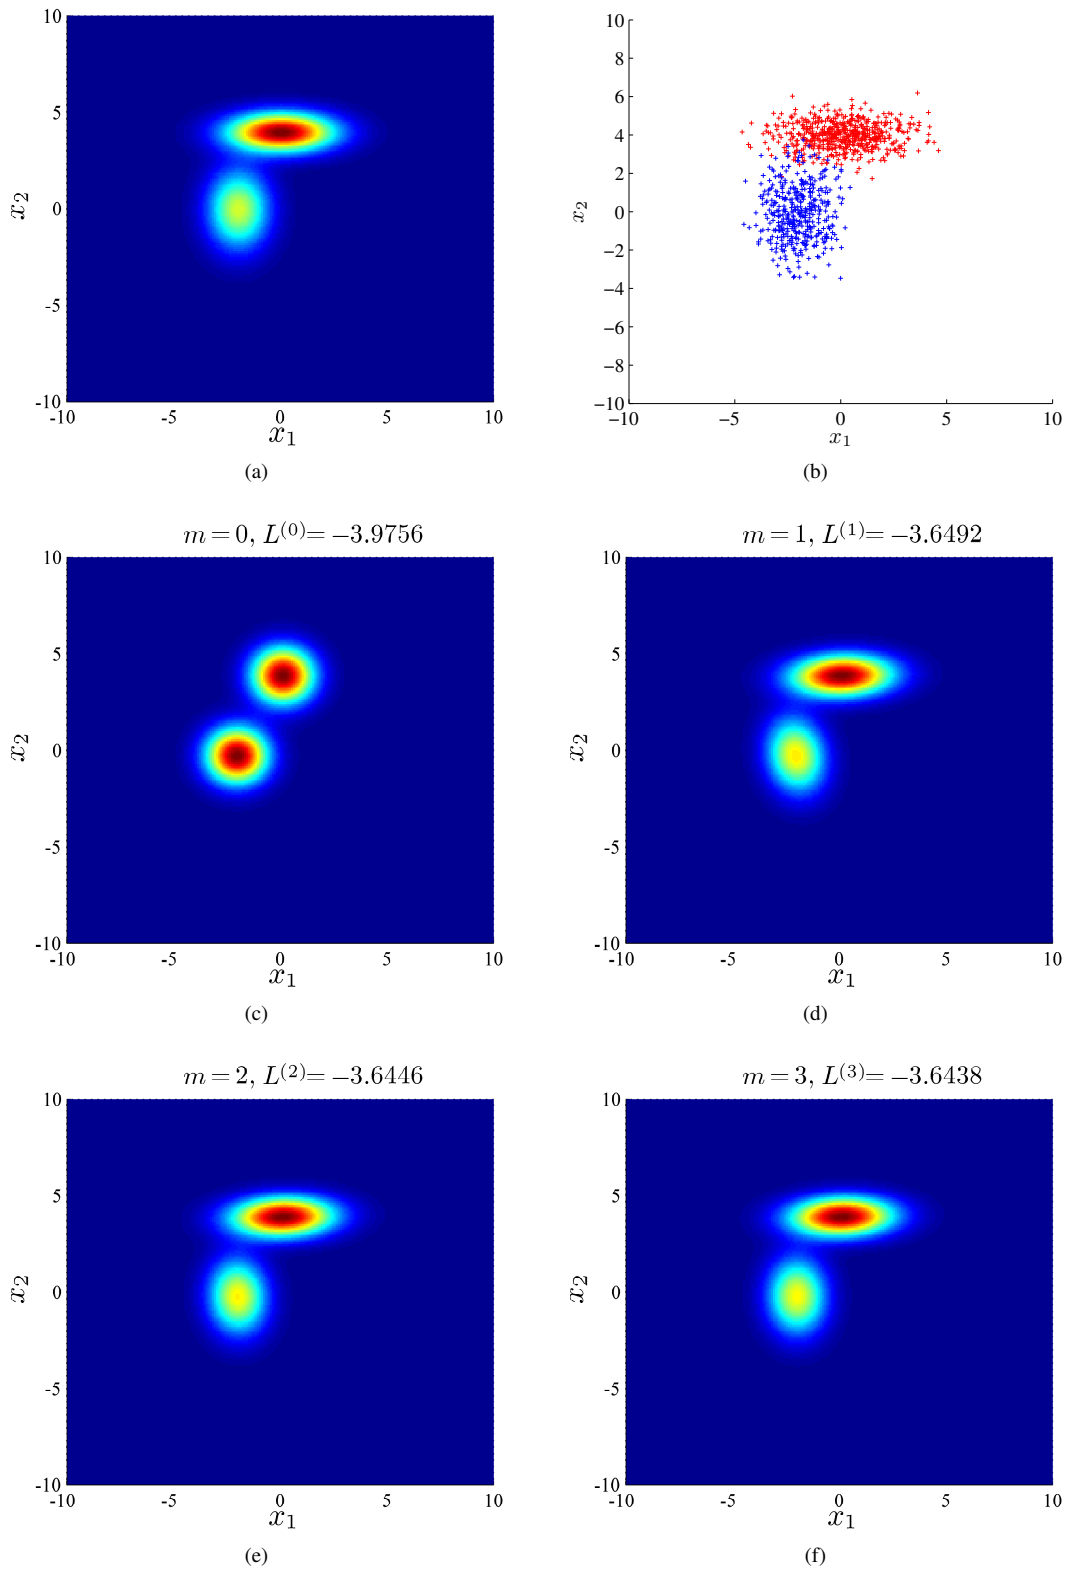 10
5
0
-5
-10
-10 -5 0 5 10
x₂
x₁
(a)
10
8
6
4
2
0
−2
−4
−6
−8
−10
−10 −5 0 5 10
x₂
x₁
(b)
m = 0, L⁽⁰⁾= −3.9756
10
5
0
-5
-10
-10 -5 0 5 10
x₂
x₁
(c)
m = 1, L⁽¹⁾= −3.6492
10
5
0
-5
-10
-10 -5 0 5 10
x₂
x₁
(d)
m = 2, L⁽²⁾= −3.6446
10
5
0
-5
-10
-10 -5 0 5 10
x₂
x₁
(e)
m = 3, L⁽³⁾= −3.6438
10
5
0
-5
-10
-10 -5 0 5 10
x₂
x₁
(f)